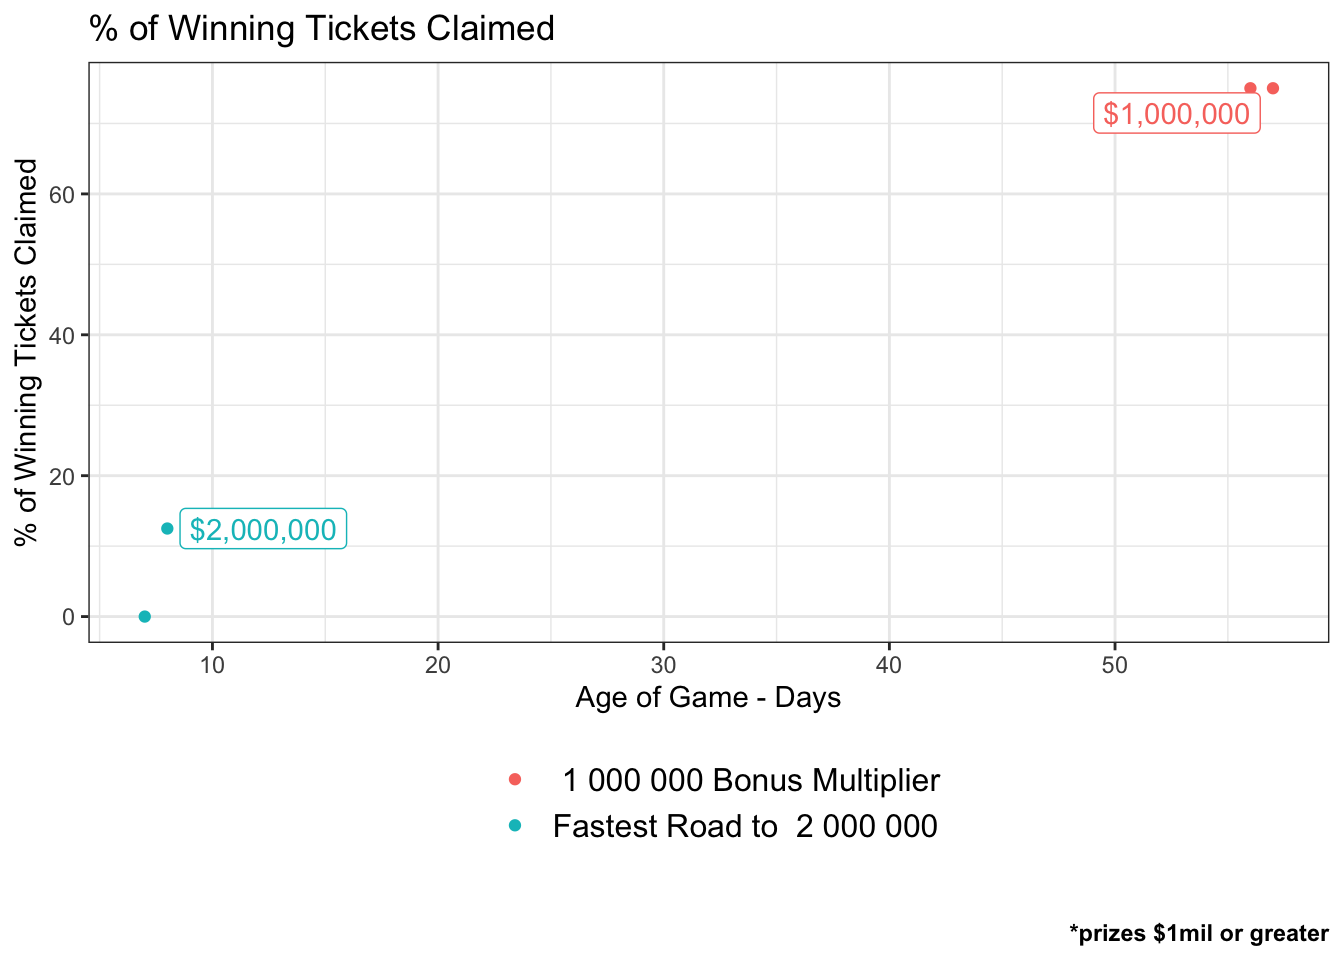 % of Winning Tickets Claimed
% of Winning Tickets Claimed
60
40
20
0
$1,000,000
$2,000,000
10 20 30 40 50
Age of Game - Days
1 000 000 Bonus Multiplier
Fastest Road to  2 000 000
*prizes $1mil or greater